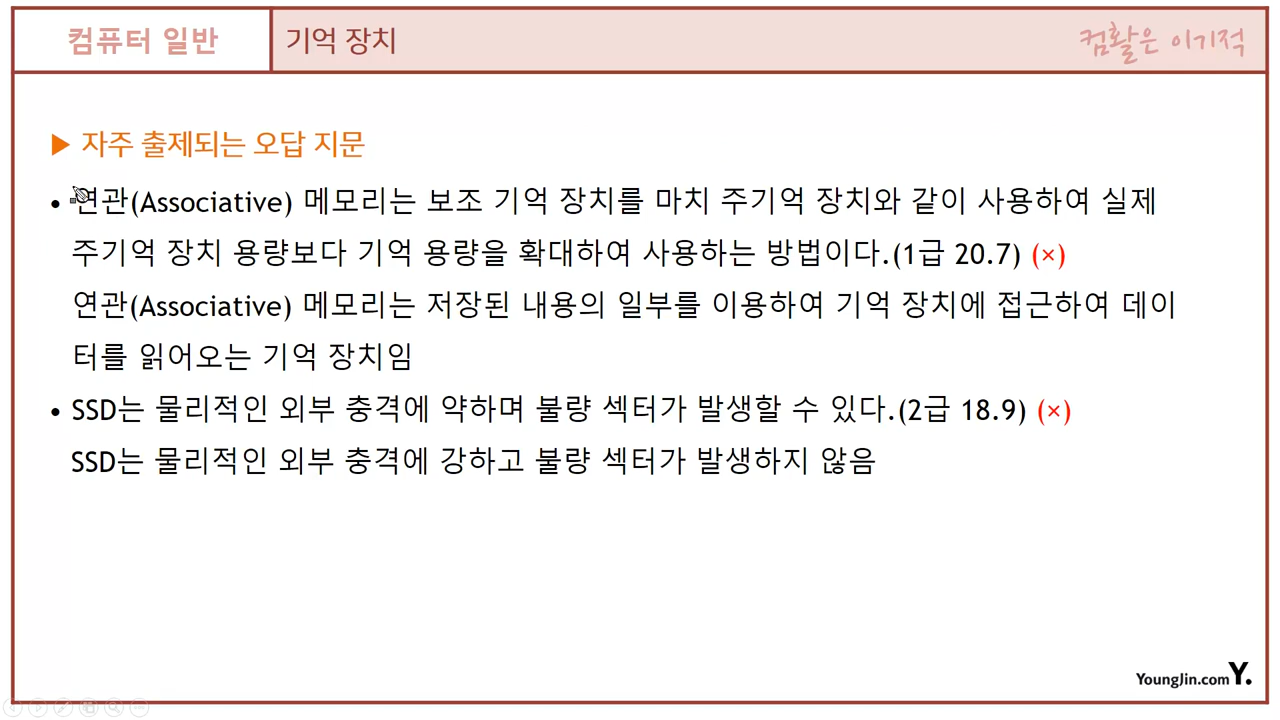 컴퓨터 일반
기억 장치
컴활은 이기적
▶ 자주 출제되는 오답 지문
• 연관(Associative) 메모리는 보조 기억 장치를 마치 주기억 장치와 같이 사용하여 실제
주기억 장치 용량보다 기억 용량을 확대하여 사용하는 방법이다.(1급 20.7) (×)
연관(Associative) 메모리는 저장된 내용의 일부를 이용하여 기억 장치에 접근하여 데이
터를 읽어오는 기억 장치임
• SSD는 물리적인 외부 충격에 약하며 불량 섹터가 발생할 수 있다.(2급 18.9) (×)
SSD는 물리적인 외부 충격에 강하고 불량 섹터가 발생하지 않음
YoungJin.com Y.